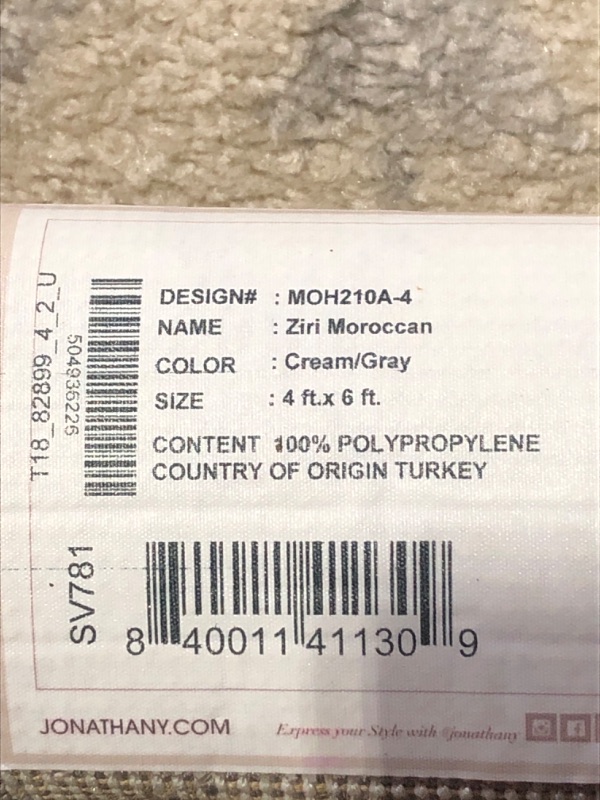 DESIGN# : MOH210A-4
NAME : Ziri Moroccan
COLOR : Cream/Gray
SIZE : 4 ft.x 6 ft.
CONTENT 100% POLYPROPYLENE
COUNTRY OF ORIGIN TURKEY
T18_82899_4_2_U
504936226
SV781
8 40011 41130 9
JONATHANY.COM
Express your Style with @jonathany